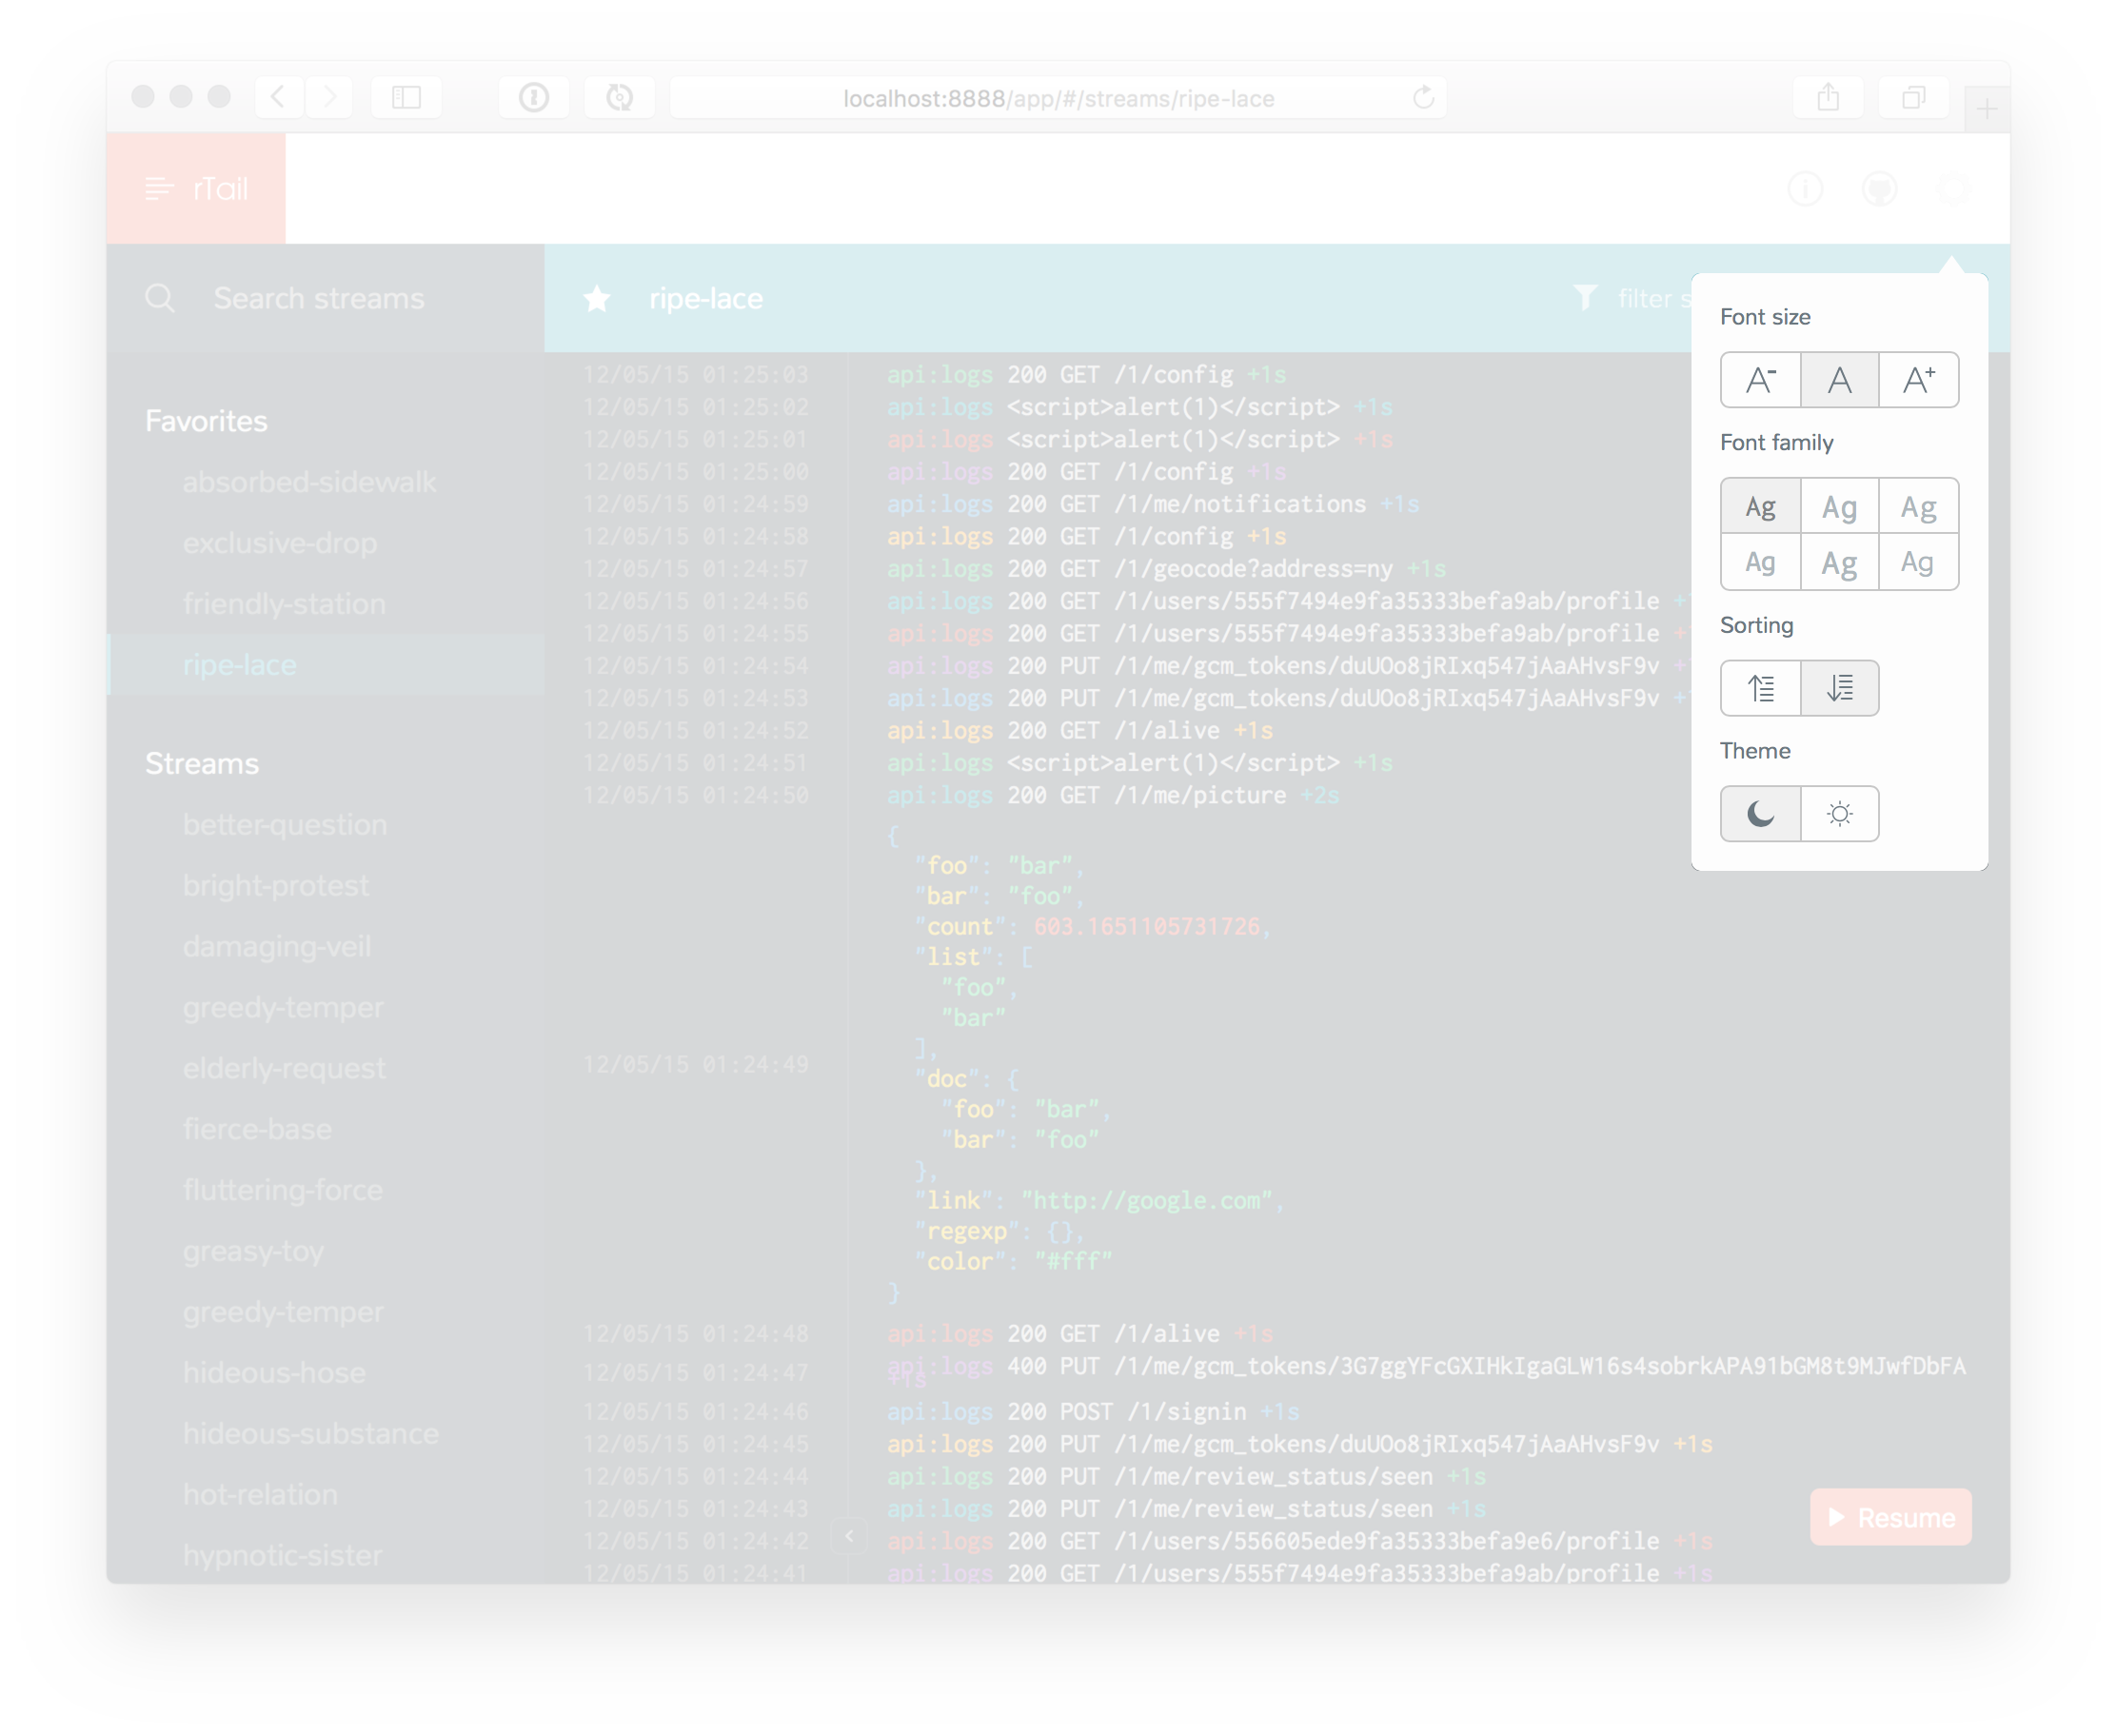 localhost:8888/app/#/streams/ripe-lace
rTail
Search streams
ripe-lace
filter s
Favorites
absorbed-sidewalk
exclusive-drop
friendly-station
ripe-lace
Streams
better-question
bright-protest
damaging-veil
greedy-temper
elderly-request
fierce-base
fluttering-force
greasy-toy
greedy-temper
hideous-hose
hideous-substance
hot-relation
hypnotic-sister
12/05/15 01:25:03 api:logs 200 GET /1/config +1s
12/05/15 01:25:02 api:logs <script>alert(1)</script> +1s
12/05/15 01:25:01 api:logs <script>alert(1)</script> +1s
12/05/15 01:25:00 api:logs 200 GET /1/config +1s
12/05/15 01:24:59 api:logs 200 GET /1/me/notifications +1s
12/05/15 01:24:58 api:logs 200 GET /1/config +1s
12/05/15 01:24:57 api:logs 200 GET /1/geocode?address=ny +1s
12/05/15 01:24:56 api:logs 200 GET /1/users/555f7494e9fa35333befa9ab/profile +
12/05/15 01:24:55 api:logs 200 GET /1/users/555f7494e9fa35333befa9ab/profile +
12/05/15 01:24:54 api:logs 200 PUT /1/me/gcm_tokens/duUOo8jRIxq547jAaAHvsF9v +
12/05/15 01:24:53 api:logs 200 PUT /1/me/gcm_tokens/duUOo8jRIxq547jAaAHvsF9v +
12/05/15 01:24:52 api:logs 200 GET /1/alive +1s
12/05/15 01:24:51 api:logs <script>alert(1)</script> +1s
12/05/15 01:24:50 api:logs 200 GET /1/me/picture +2s
{
"foo": "bar",
"bar": "foo",
"count": 603.1651105731726,
"list": [
"foo",
"bar"
],
12/05/15 01:24:49
"doc": {
"foo": "bar",
"bar": "foo"
},
"link": "http://google.com",
"regexp": {},
"color": "#fff"
}
12/05/15 01:24:48 api:logs 200 GET /1/alive +1s
12/05/15 01:24:47 api:logs 400 PUT /1/me/gcm_tokens/3G7ggYFcGXIHkIgaGLW16s4sobrkAPA91bGM8t9MJwfDbFA
+1s
12/05/15 01:24:46 api:logs 200 POST /1/signin +1s
12/05/15 01:24:45 api:logs 200 PUT /1/me/gcm_tokens/duUOo8jRIxq547jAaAHvsF9v +1s
12/05/15 01:24:44 api:logs 200 PUT /1/me/review_status/seen +1s
12/05/15 01:24:43 api:logs 200 PUT /1/me/review_status/seen +1s
12/05/15 01:24:42 api:logs 200 GET /1/users/556605ede9fa35333befa9e6/profile +1s
12/05/15 01:24:41 api:logs 200 GET /1/users/555f7494e9fa35333befa9ab/profile +1s
Font size
A- A A+
Font family
Ag Ag Ag
Ag Ag Ag
Sorting
Theme
Resume